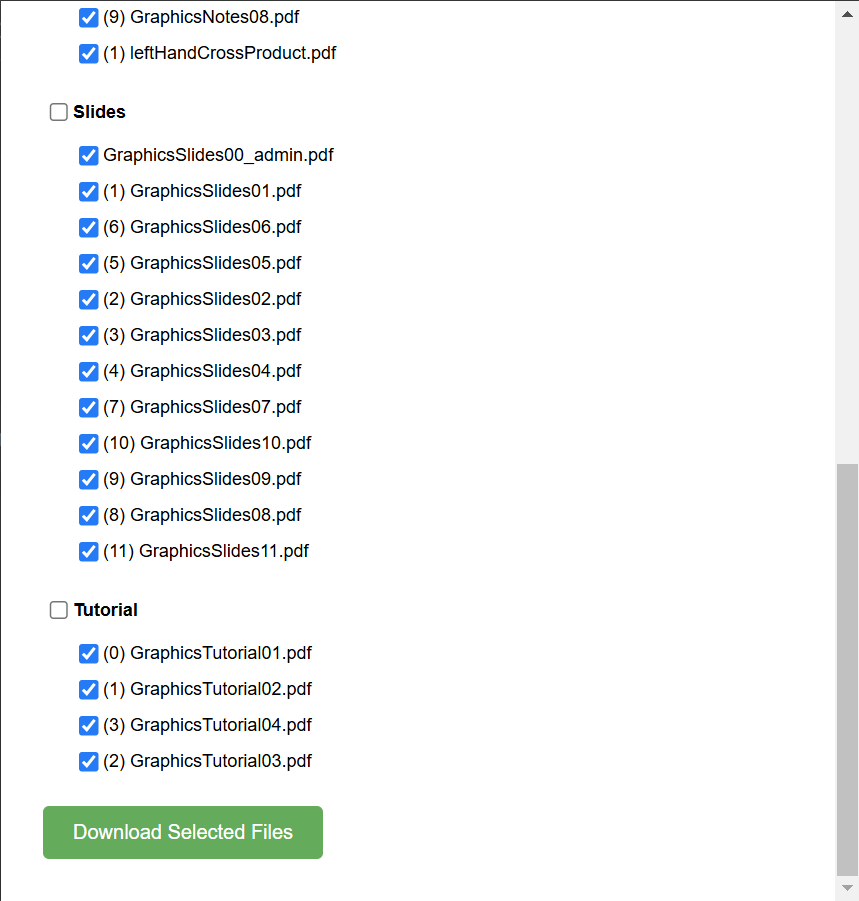 (9) GraphicsNotes08.pdf
(1) leftHandCrossProduct.pdf
Slides
GraphicsSlides00_admin.pdf
(1) GraphicsSlides01.pdf
(6) GraphicsSlides06.pdf
(5) GraphicsSlides05.pdf
(2) GraphicsSlides02.pdf
(3) GraphicsSlides03.pdf
(4) GraphicsSlides04.pdf
(7) GraphicsSlides07.pdf
(10) GraphicsSlides10.pdf
(9) GraphicsSlides09.pdf
(8) GraphicsSlides08.pdf
(11) GraphicsSlides11.pdf
Tutorial
(0) GraphicsTutorial01.pdf
(1) GraphicsTutorial02.pdf
(3) GraphicsTutorial04.pdf
(2) GraphicsTutorial03.pdf
Download Selected Files